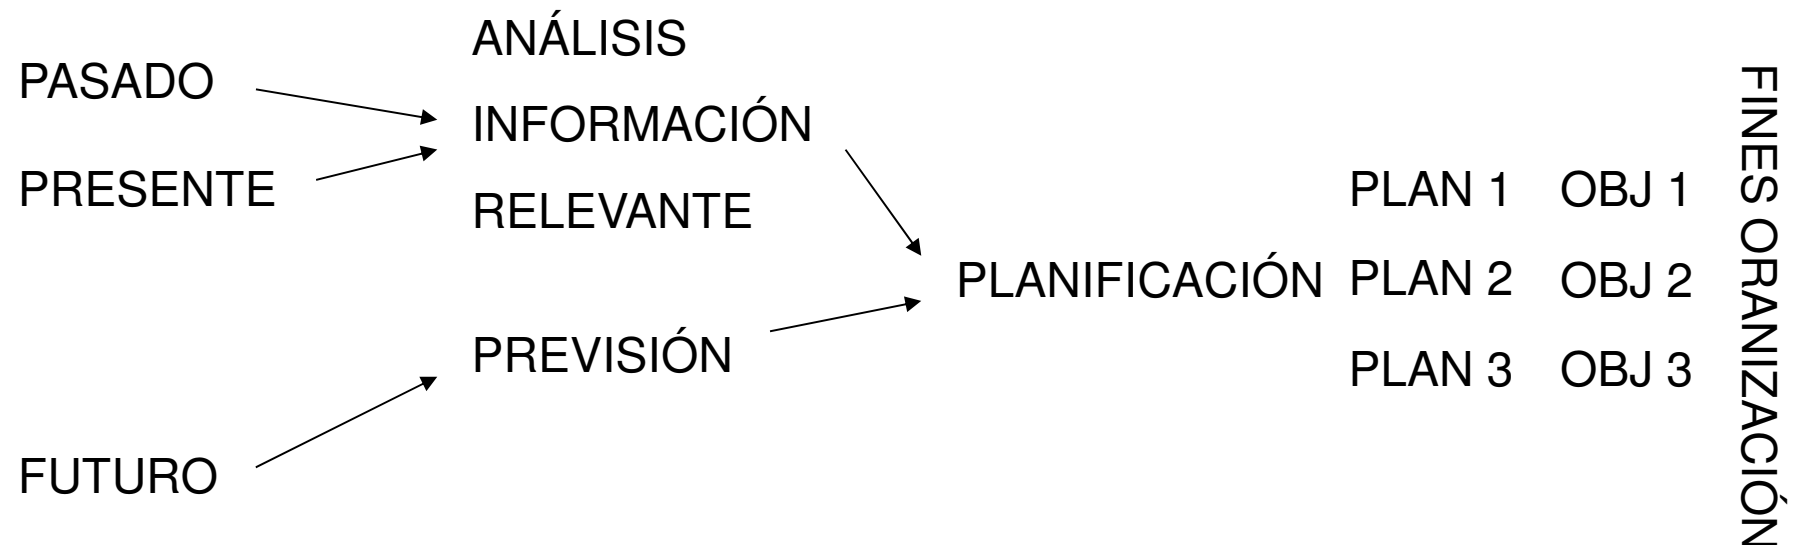 PASADO
PRESENTE
FUTURO
ANÁLISIS
INFORMACIÓN
RELEVANTE
PREVISIÓN
PLANIFICACIÓN
PLAN 1
PLAN 2
PLAN 3
OBJ 1
OBJ 2
OBJ 3
FINES ORANIZACIÓN